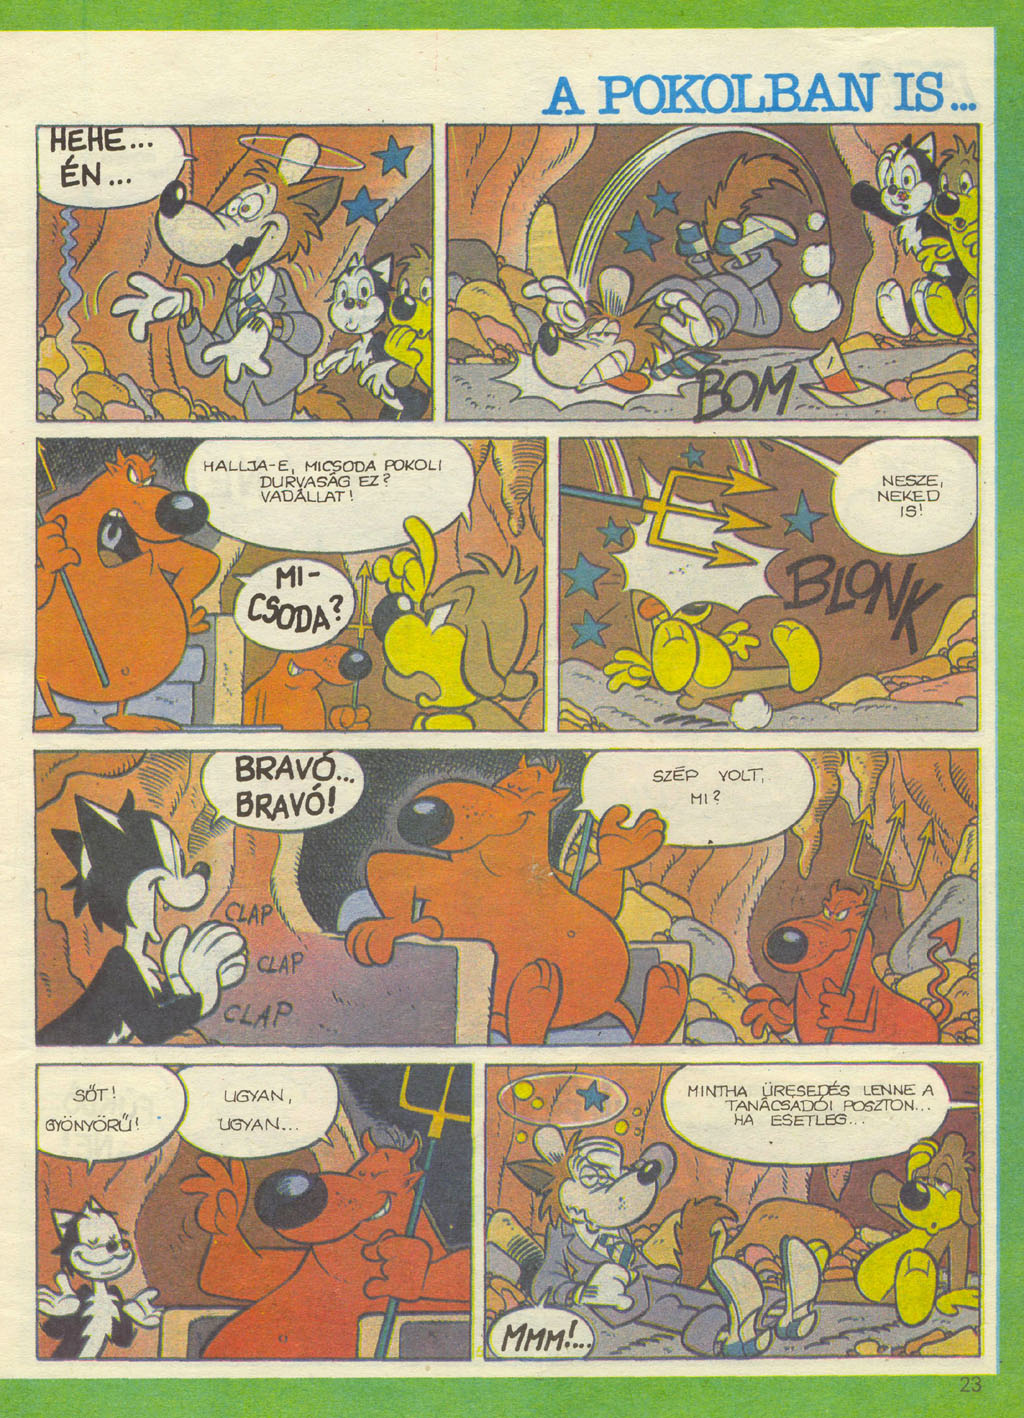 A POKOLBAN IS...
HEHE...
ÉN...
BOM
HALLJA-E, MICSODA POKOLI
DURVASÁG EZ?
VADÁLLAT!
MI-
CSODA?
NESZE,
NEKED
IS!
BLONK
BRAVÓ...
BRAVÓ!
CLAP
CLAP
CLAP ...
SZÉP VOLT,
MI?
SŐT!
GYÖNYÖRŰ!
UGYAN,
UGYAN...
MINTHA ÜRESEDÉS LENNE A
TANÁCSADÓI POSZTON...
HA ESETLEG...
MMM!...
23